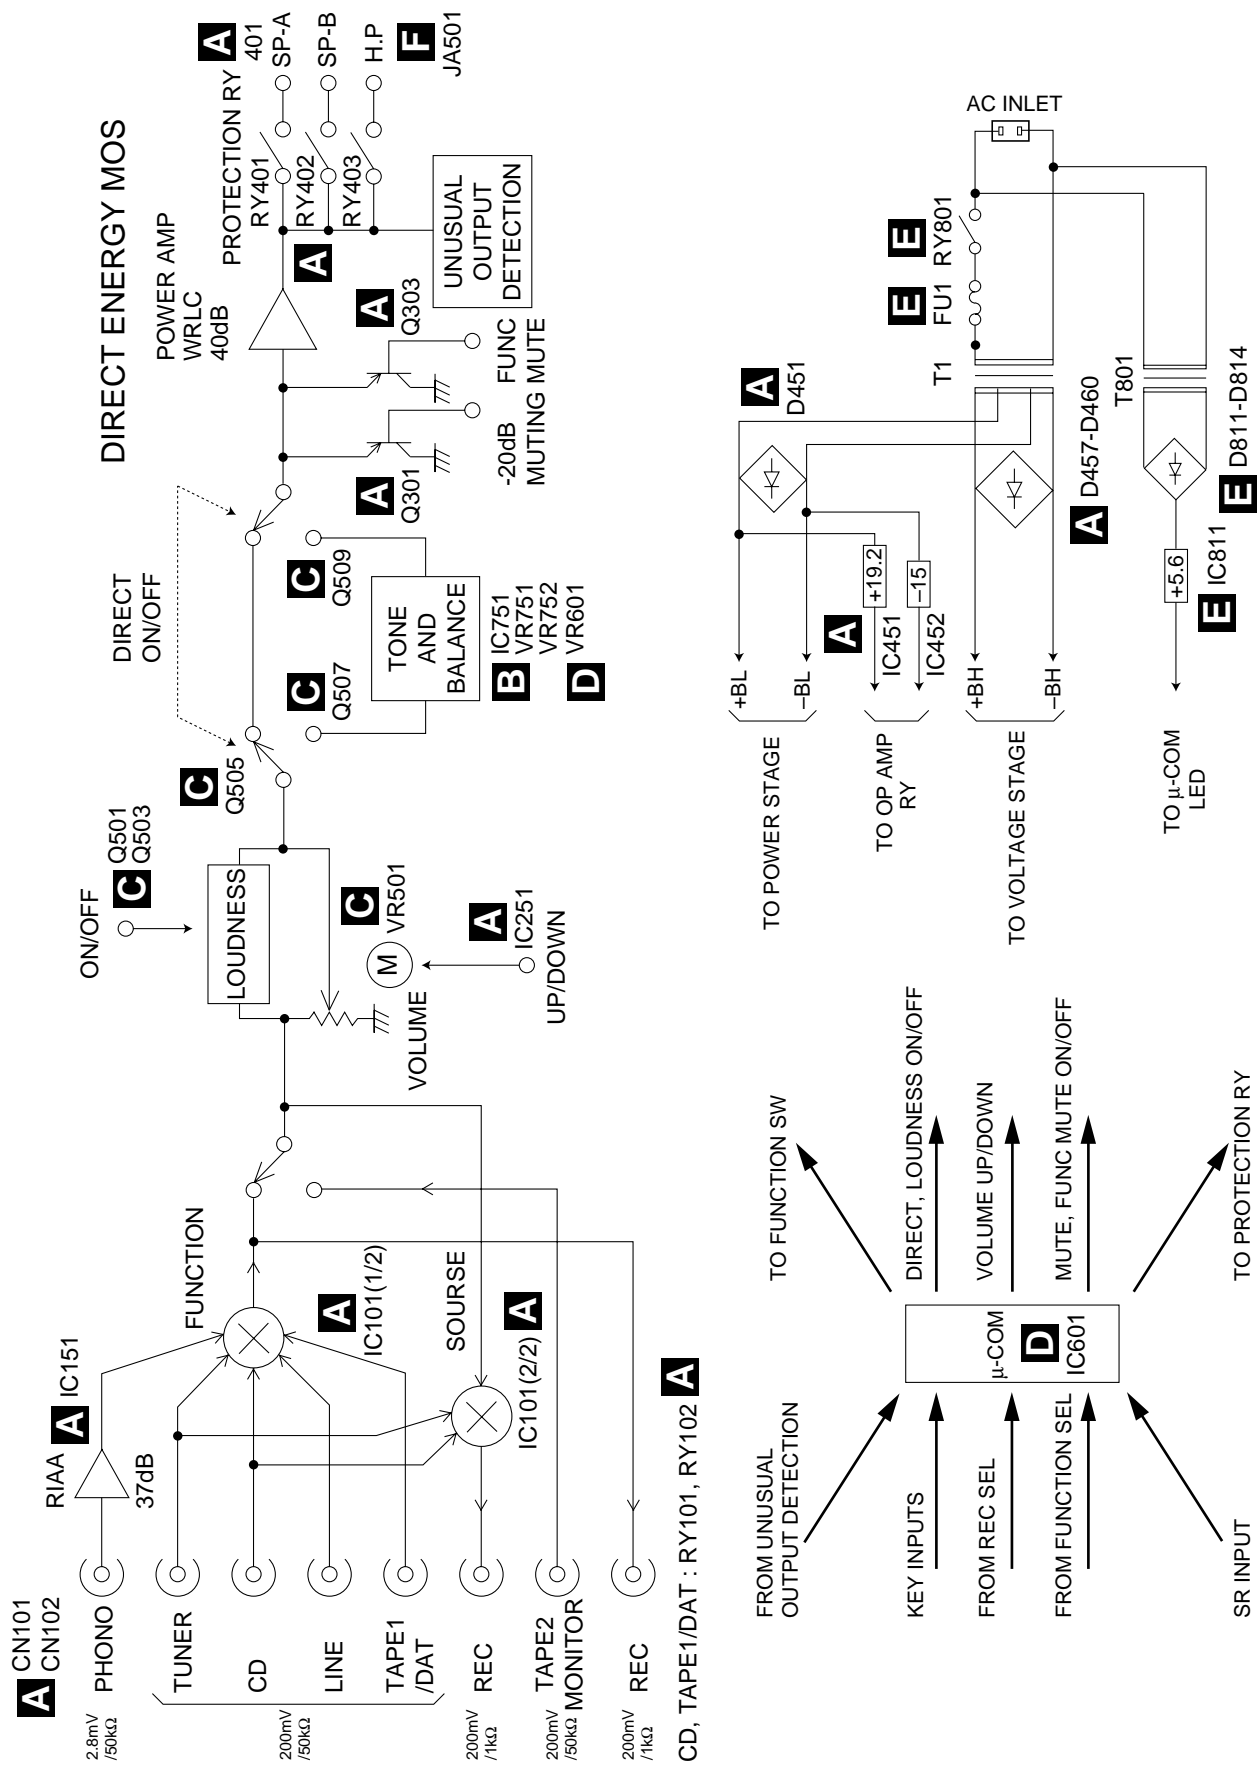 DIRECT ENERGY MOS
A CN101
CN102
PHONO
2.8mV
/50kΩ
TUNER
CD
LINE
TAPE1
/DAT
200mV
/50kΩ
REC
200mV
/1kΩ
TAPE2
MONITOR
200mV
/50kΩ
REC
200mV
/1kΩ
CD, TAPE1/DAT : RY101, RY102 A
RIAA
A IC151
37dB
FUNCTION
A
IC101(1/2)
SOURSE
IC101(2/2) A
ON/OFF
C Q501
Q503
LOUDNESS
VOLUME
M
C
VR501
A
IC251
UP/DOWN
C
Q505
DIRECT
ON/OFF
C
Q507
C
Q509
TONE
AND
BALANCE
B IC751
VR751
VR752
D VR601
A
Q301
A
Q303
-20dB
MUTING
FUNC
MUTE
POWER AMP
WRLC
40dB
A
PROTECTION RY
A
401
RY401
SP-A
RY402
SP-B
RY403
H.P
F
JA501
UNUSUAL
OUTPUT
DETECTION
FROM UNUSUAL
OUTPUT DETECTION
KEY INPUTS
FROM REC SEL
FROM FUNCTION SEL
SR INPUT
μ-COM
D
IC601
TO FUNCTION SW
DIRECT, LOUDNESS ON/OFF
VOLUME UP/DOWN
MUTE, FUNC MUTE ON/OFF
TO PROTECTION RY
TO POWER STAGE
+BL
–BL
TO OP AMP
RY
A
IC451
+19.2
IC452
–15
TO VOLTAGE STAGE
+BH
–BH
TO μ-COM
LED
E IC811
+5.6
A
D451
A D457-D460
E D811-D814
T1
T801
E
FU1
E
RY801
AC INLET